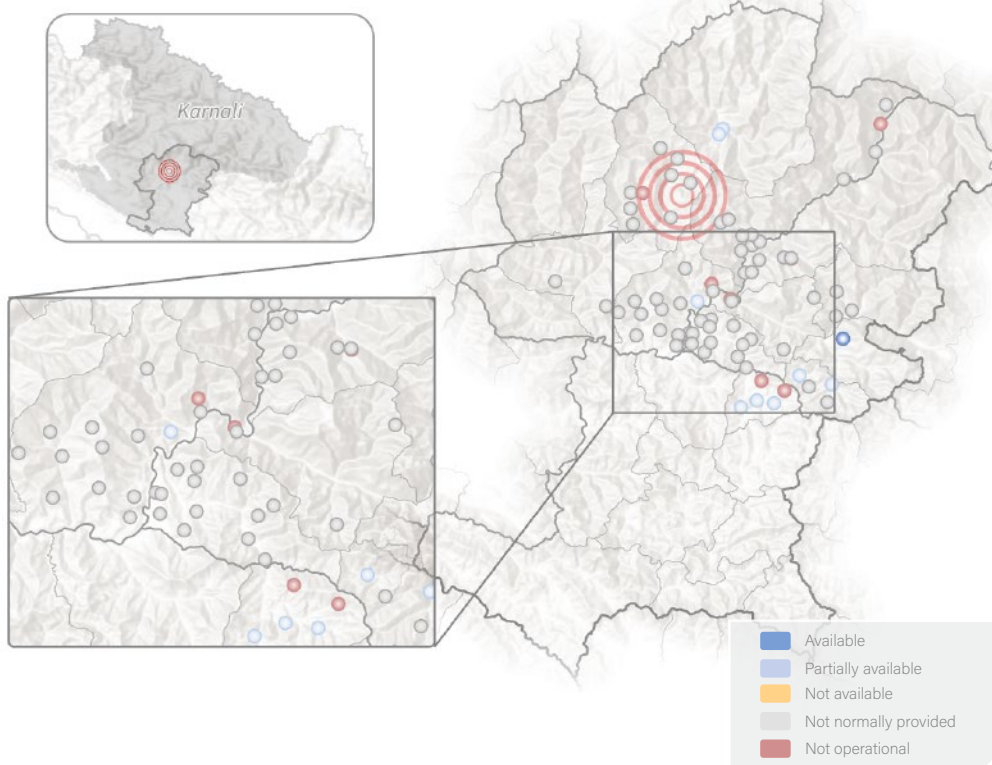 Karnali
Available
Partially available
Not available
Not normally provided
Not operational